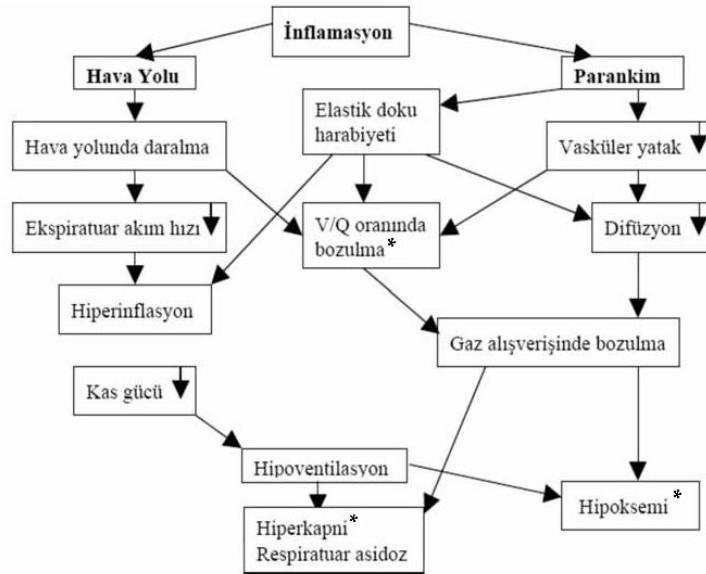 İnflamasyon
Hava Yolu
Parankim
Elastik doku
harabiyeti
Hava yolunda daralma
Vasküler yatak
Ekspiratuar akım hızı
V/Q oranında
bozulma*
Difüzyon
Hiperinflasyon
Gaz alışverişinde bozulma
Kas gücü
Hipoventilasyon
Hipoksemi*
Hiperkapni*
Respiratuar asidoz